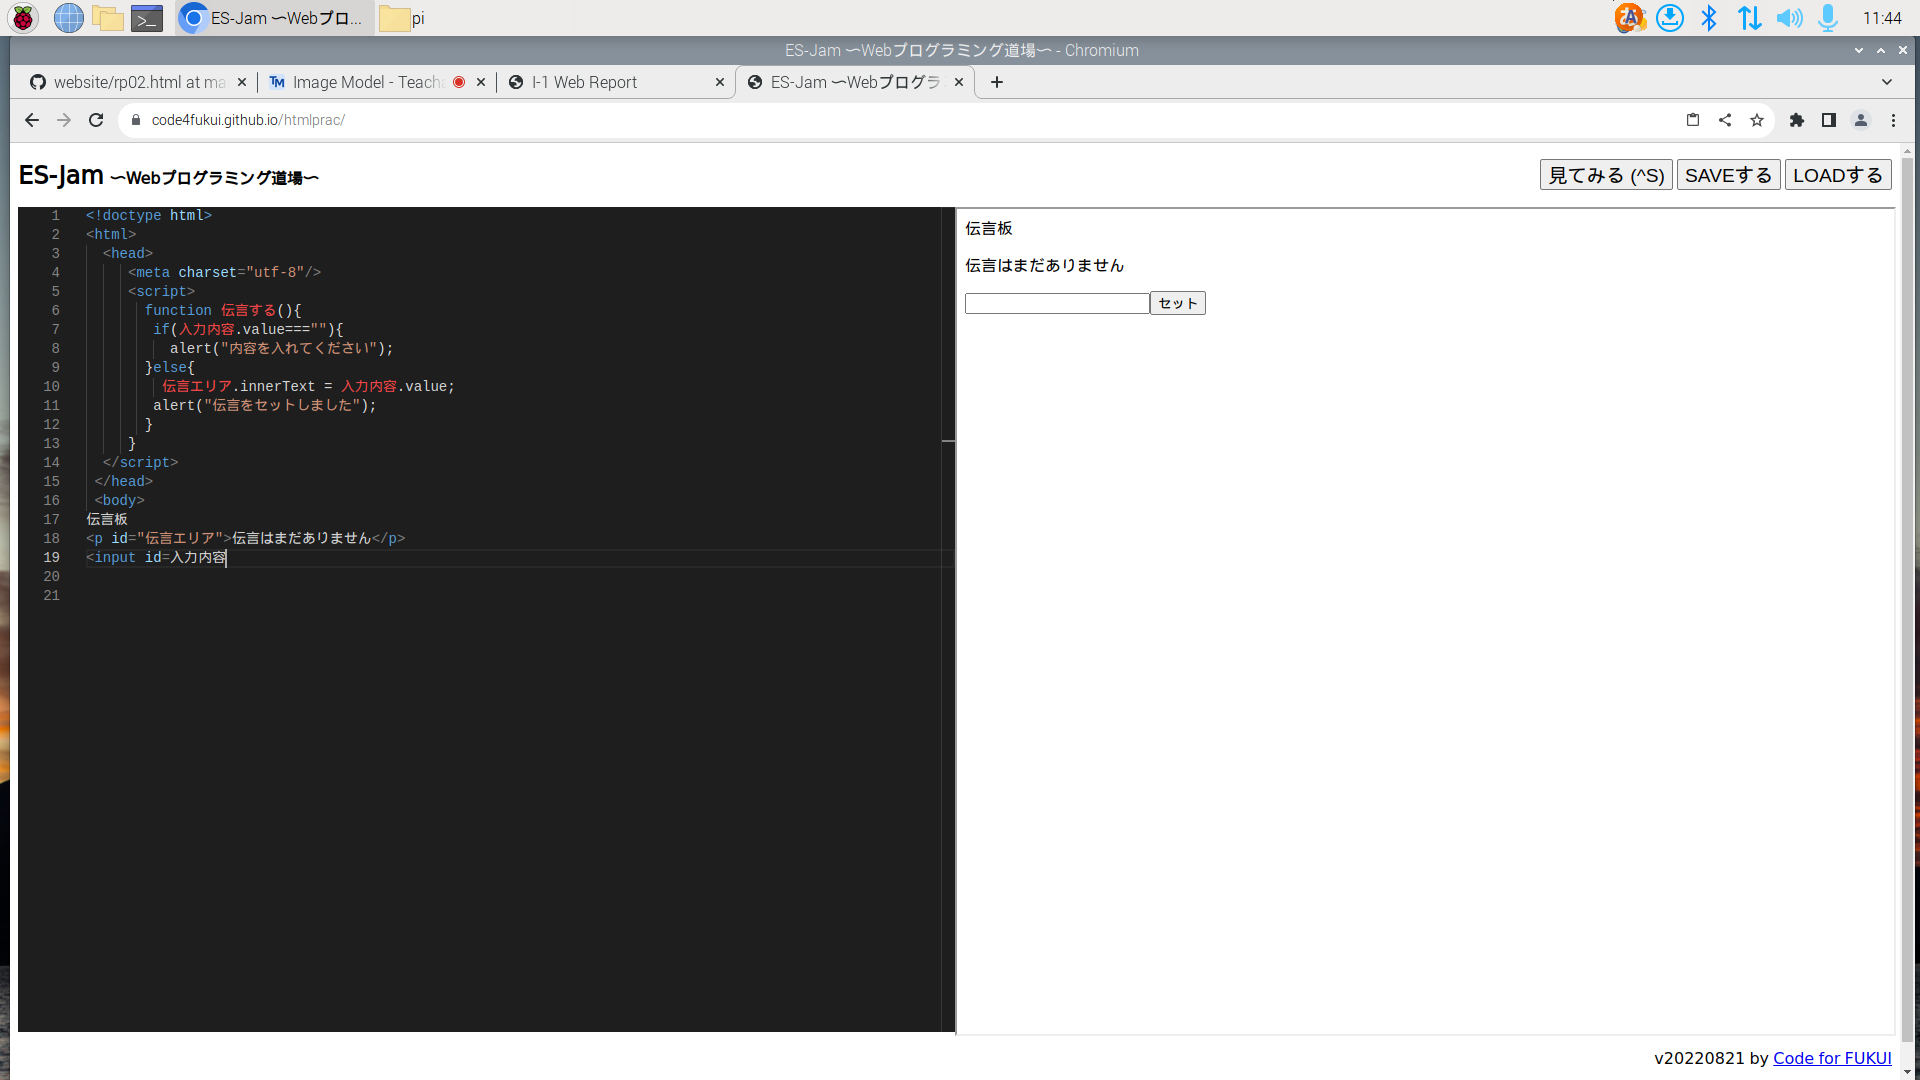 ES-Jam ～Webプロ...
pi
11:44
ES-Jam ～Webプログラミング道場～ - Chromium
website/rp02.html at ma
Image Model - Teacha
I-1 Web Report
ES-Jam ～Webプログラミ
code4fukui.github.io/htmlprac/
ES-Jam ～Webプログラミング道場～
見てみる (^S)
SAVEする
LOADする
1 <!doctype html>
2 <html>
3 <head>
4 <meta charset="utf-8"/>
5 <script>
6 function 伝言する(){
7 if(入力内容.value===""){
8 alert("内容を入れてください");
9 }else{
10 伝言エリア.innerText = 入力内容.value;
11 alert("伝言をセットしました");
12 }
13 }
14 </script>
15 </head>
16 <body>
17 伝言板
18 <p id="伝言エリア">伝言はまだありません</p>
19 <input id=入力内容
20
21
伝言板
伝言はまだありません
セット
v20220821 by Code for FUKUI